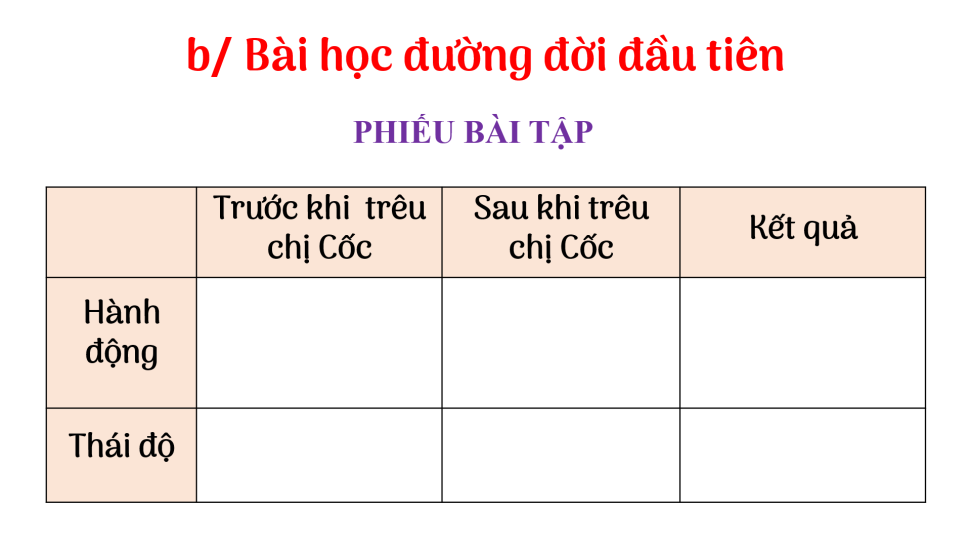 b/ Bài học đường đời đầu tiên
PHIẾU BÀI TẬP
Trước khi trêu
chị Cốc
Sau khi trêu
chị Cốc
Kết quả
Hành
động
Thái độ